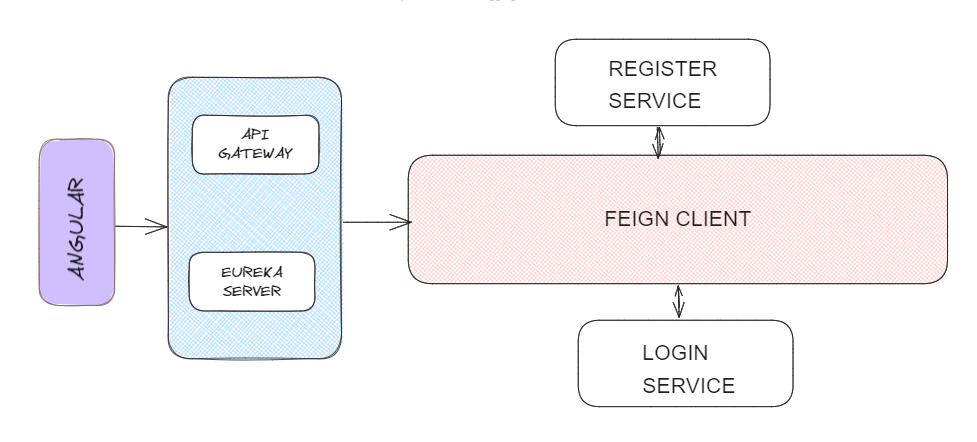 ANGULAR
API
GATEWAY
EUREKA
SERVER
REGISTER
SERVICE
FEIGN CLIENT
LOGIN
SERVICE